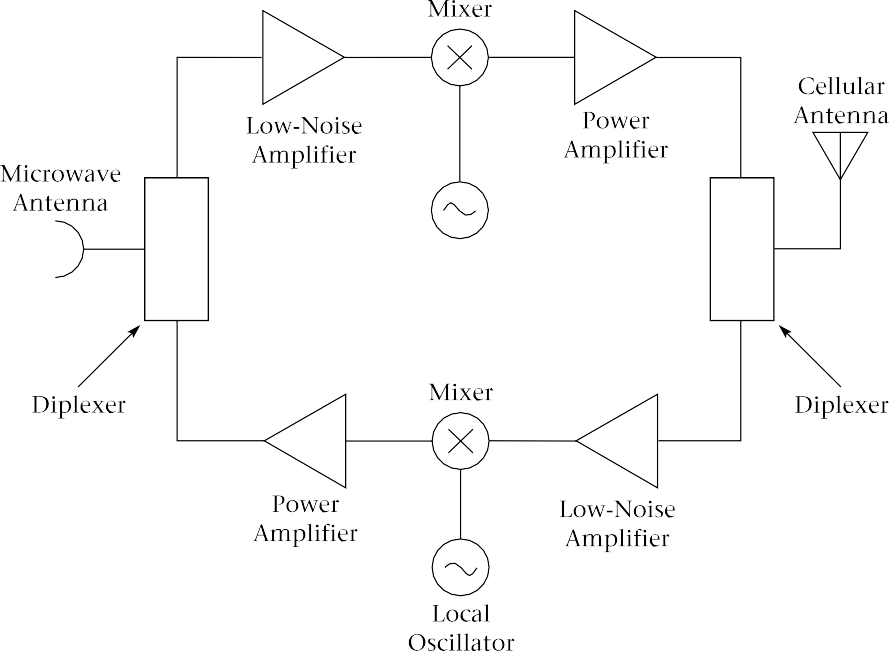 Mixer
Cellular
Antenna
Low-Noise
Amplifier
Power
Amplifier
Microwave
Antenna
Diplexer
Mixer
Diplexer
Power
Amplifier
Low-Noise
Amplifier
Local
Oscillator